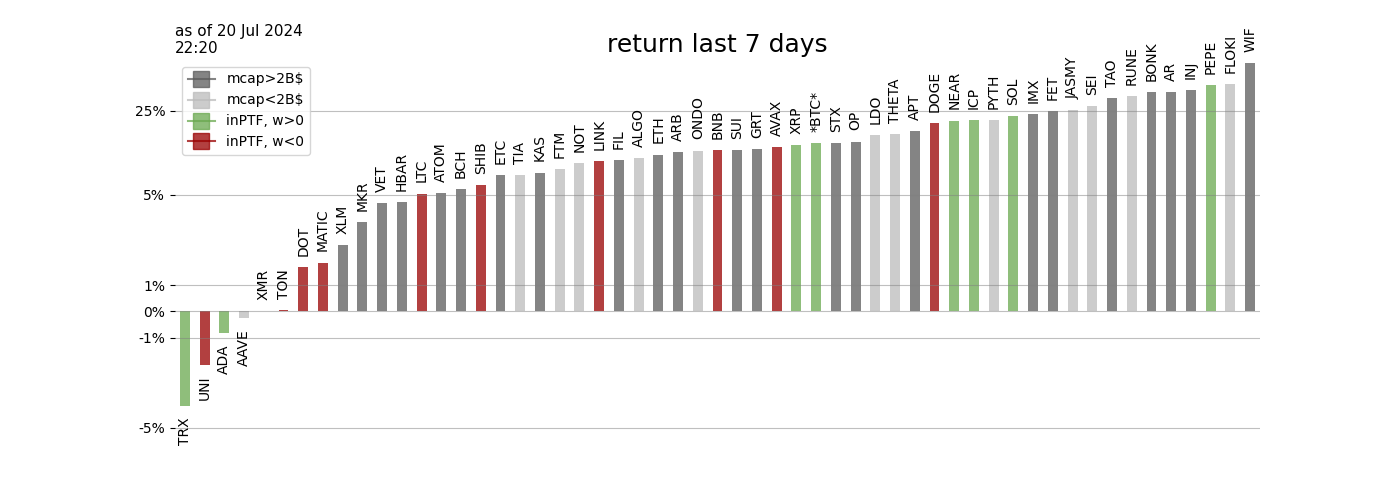 as of 20 Jul 2024
22:20
return last 7 days
mcap>2B$
mcap<2B$
inPTF, w>0
inPTF, w<0
25%
5%
1%
0%
-1%
-5%
TRX
UNI
ADA
AAVE
XMR
TON
DOT
MATIC
XLM
MKR
VET
HBAR
LTC
ATOM
BCH
SHIB
ETC
TIA
KAS
FTM
NOT
LINK
FIL
ALGO
ETH
ARB
ONDO
BNB
SUI
GRT
AVAX
XRP
*BTC*
STX
OP
LDO
THETA
APT
DOGE
NEAR
ICP
PYTH
SOL
IMX
FET
JASMY
SEI
TAO
RUNE
BONK
AR
INJ
PEPE
FLOKI
WIF